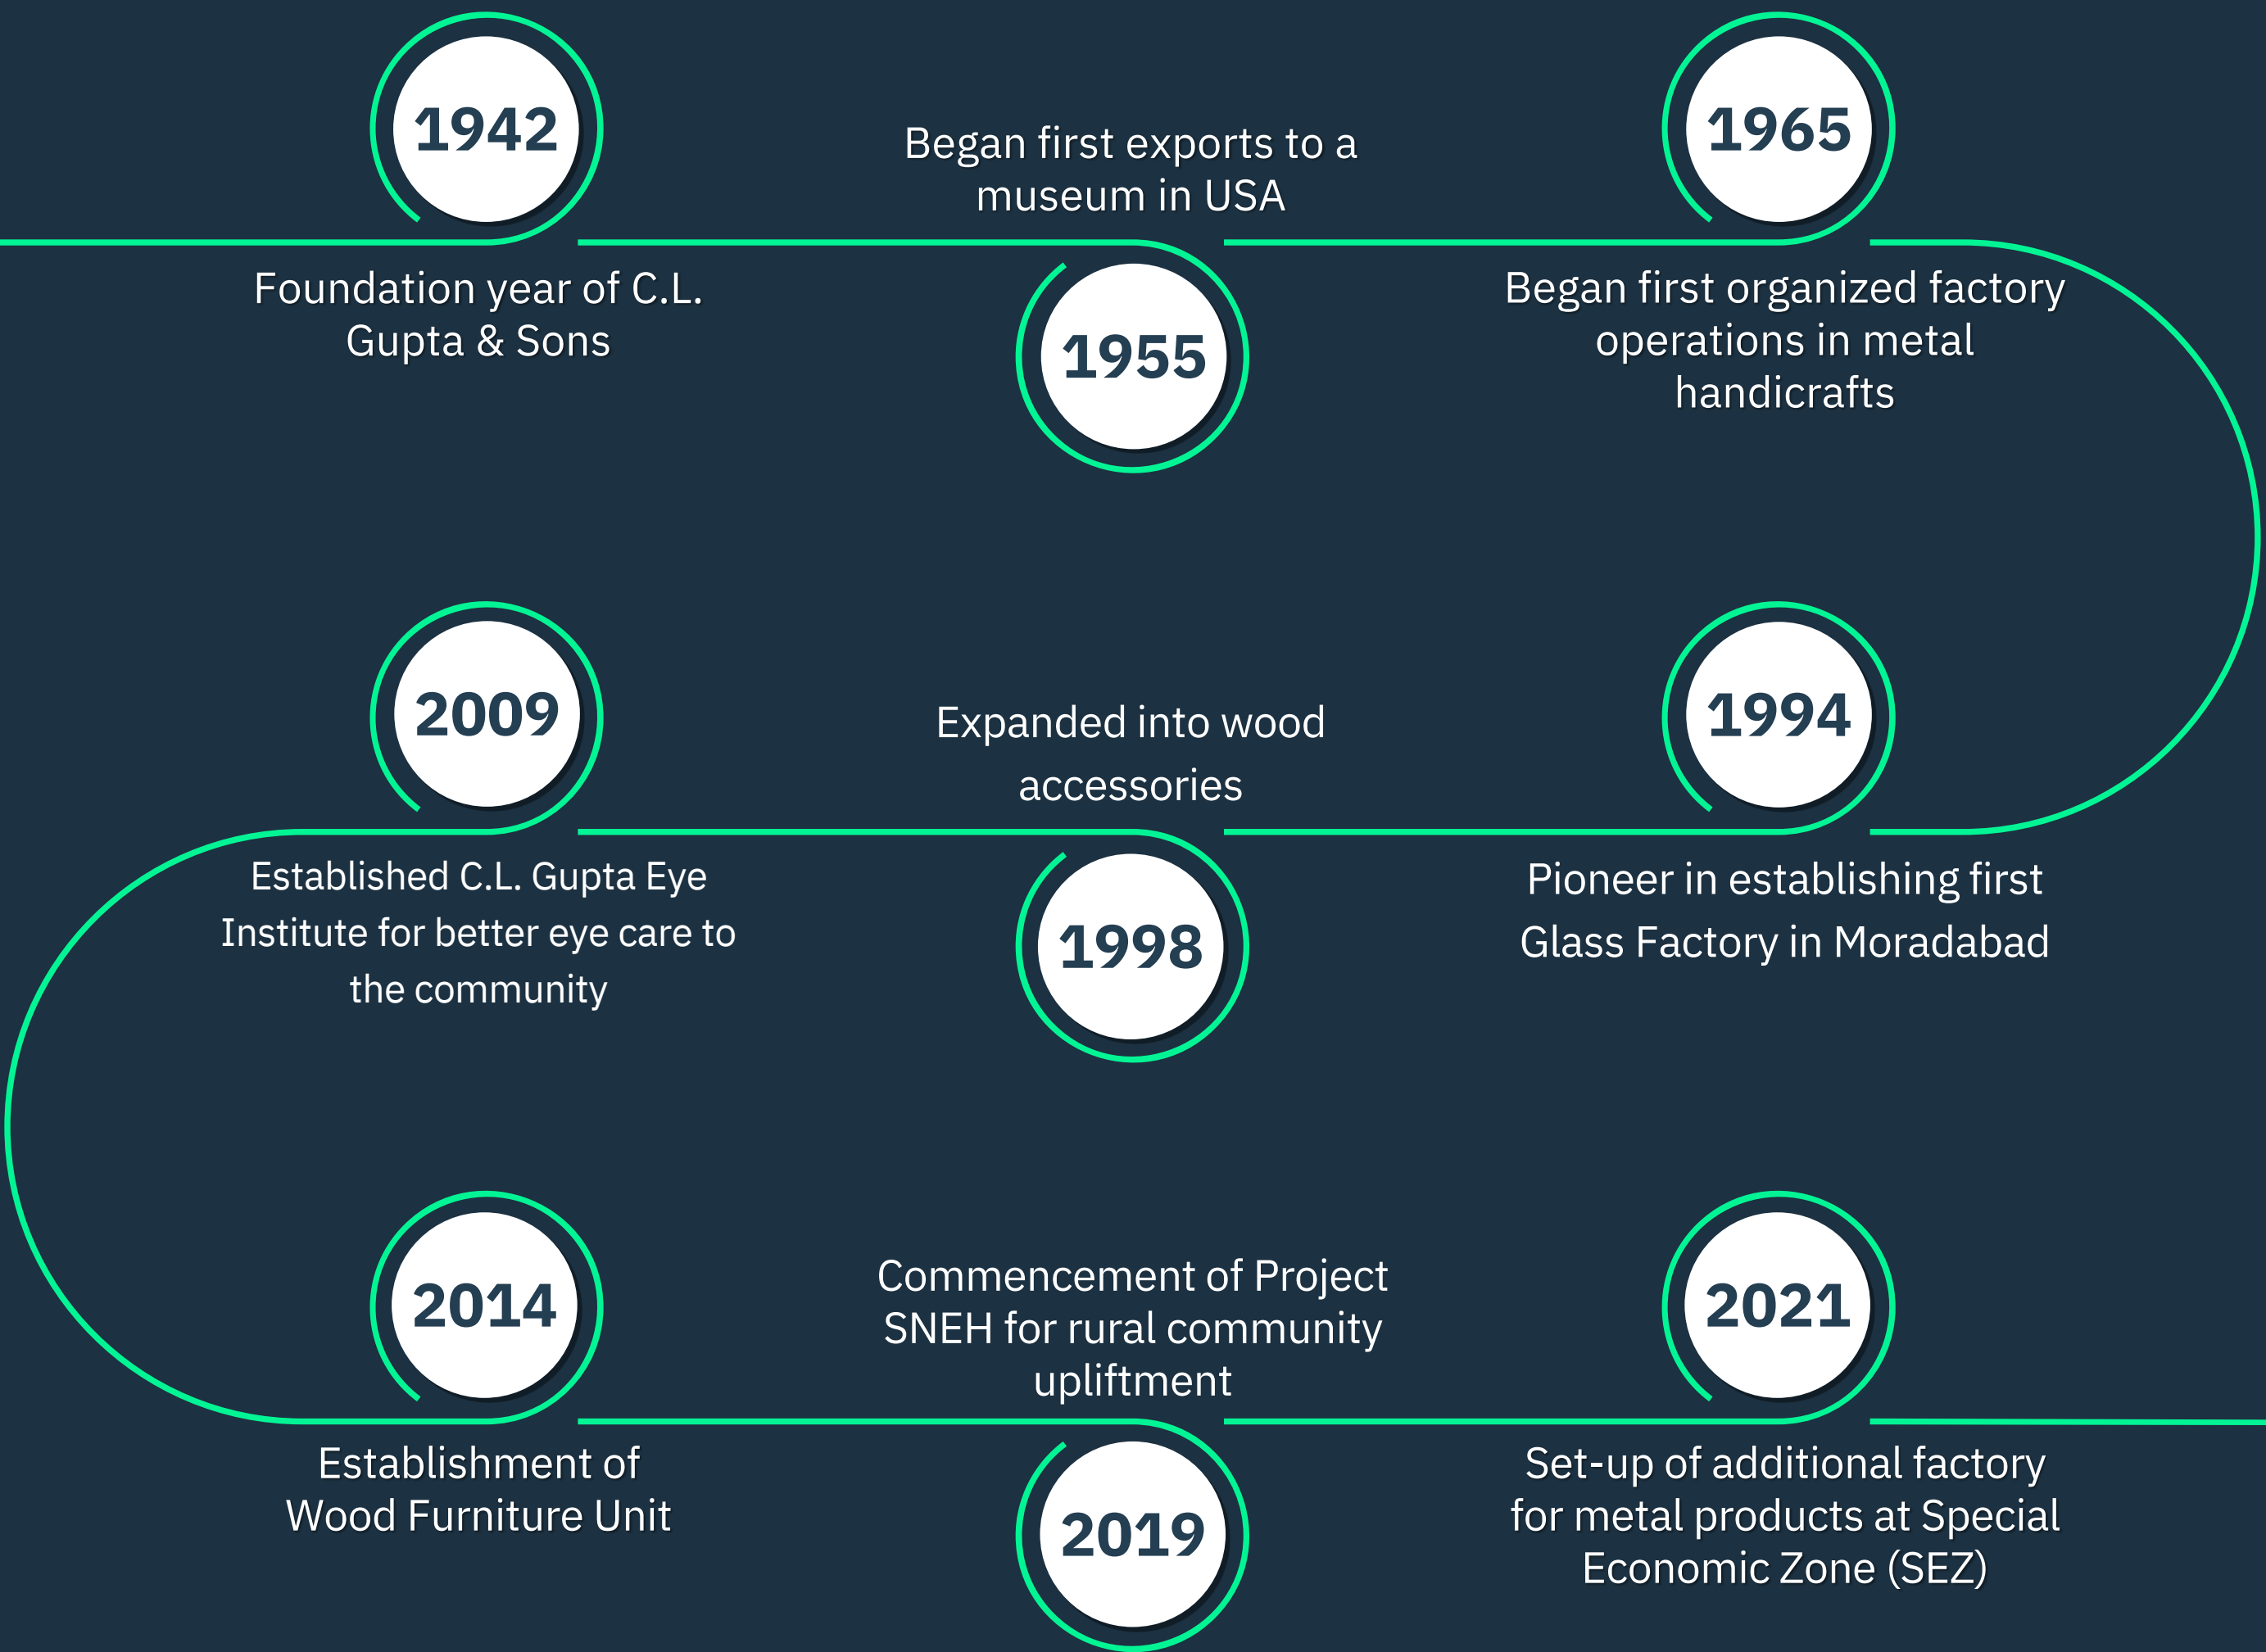 1942
Foundation year of C.L.
Gupta & Sons
Began first exports to a
museum in USA
1955
1965
Began first organized factory
operations in metal
handicrafts
1994
Pioneer in establishing first
Glass Factory in Moradabad
Expanded into wood
accessories
1998
2009
Established C.L. Gupta Eye
Institute for better eye care to
the community
2014
Establishment of
Wood Furniture Unit
Commencement of Project
SNEH for rural community
upliftment
2019
2021
Set-up of additional factory
for metal products at Special
Economic Zone (SEZ)